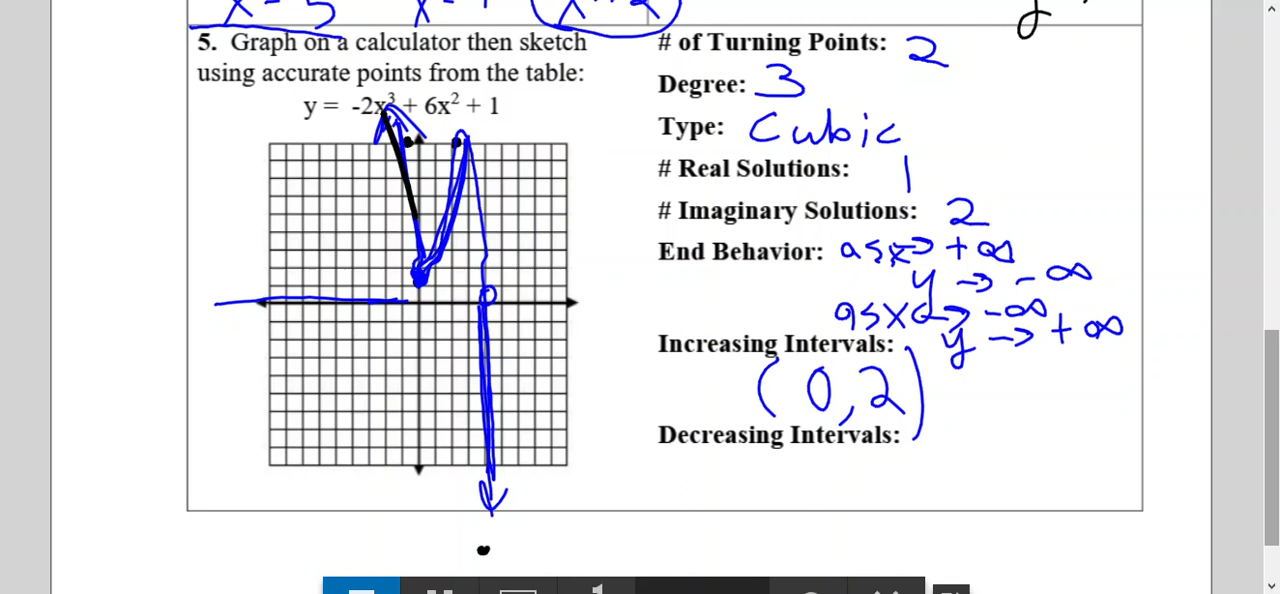 5. Graph on a calculator then sketch
using accurate points from the table:
y = -2x³ + 6x² + 1
# of Turning Points: 2
Degree: 3
Type: Cubic
# Real Solutions: 1
# Imaginary Solutions: 2
End Behavior: as x→ +∞
y → -∞
as x → -∞
y → +∞
Increasing Intervals:
(0,2)
Decreasing Intervals: